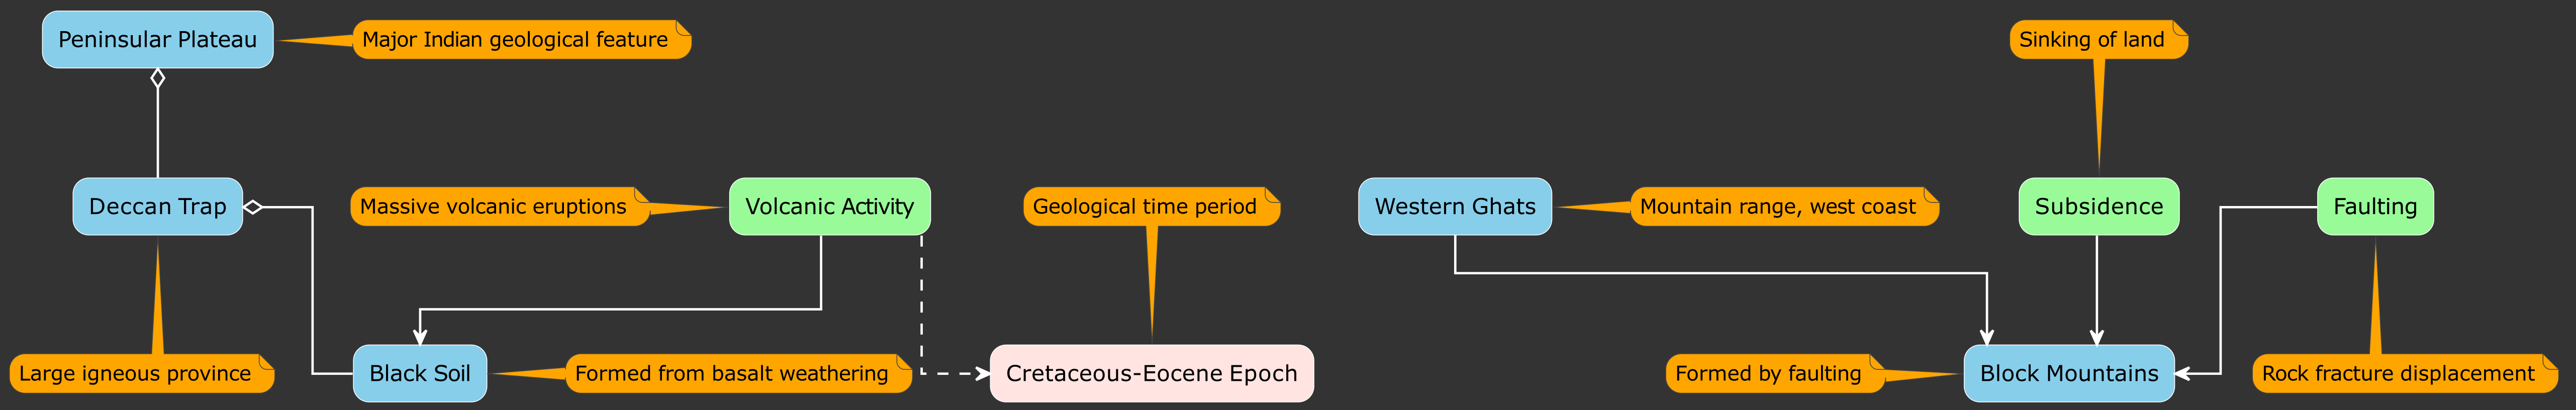 Peninsular Plateau
Major Indian geological feature
Sinking of land
Deccan Trap
Massive volcanic eruptions
Volcanic Activity
Geological time period
Western Ghats
Mountain range, west coast
Subsidence
Faulting
Large igneous province
Black Soil
Formed from basalt weathering
Cretaceous-Eocene Epoch
Formed by faulting
Block Mountains
Rock fracture displacement